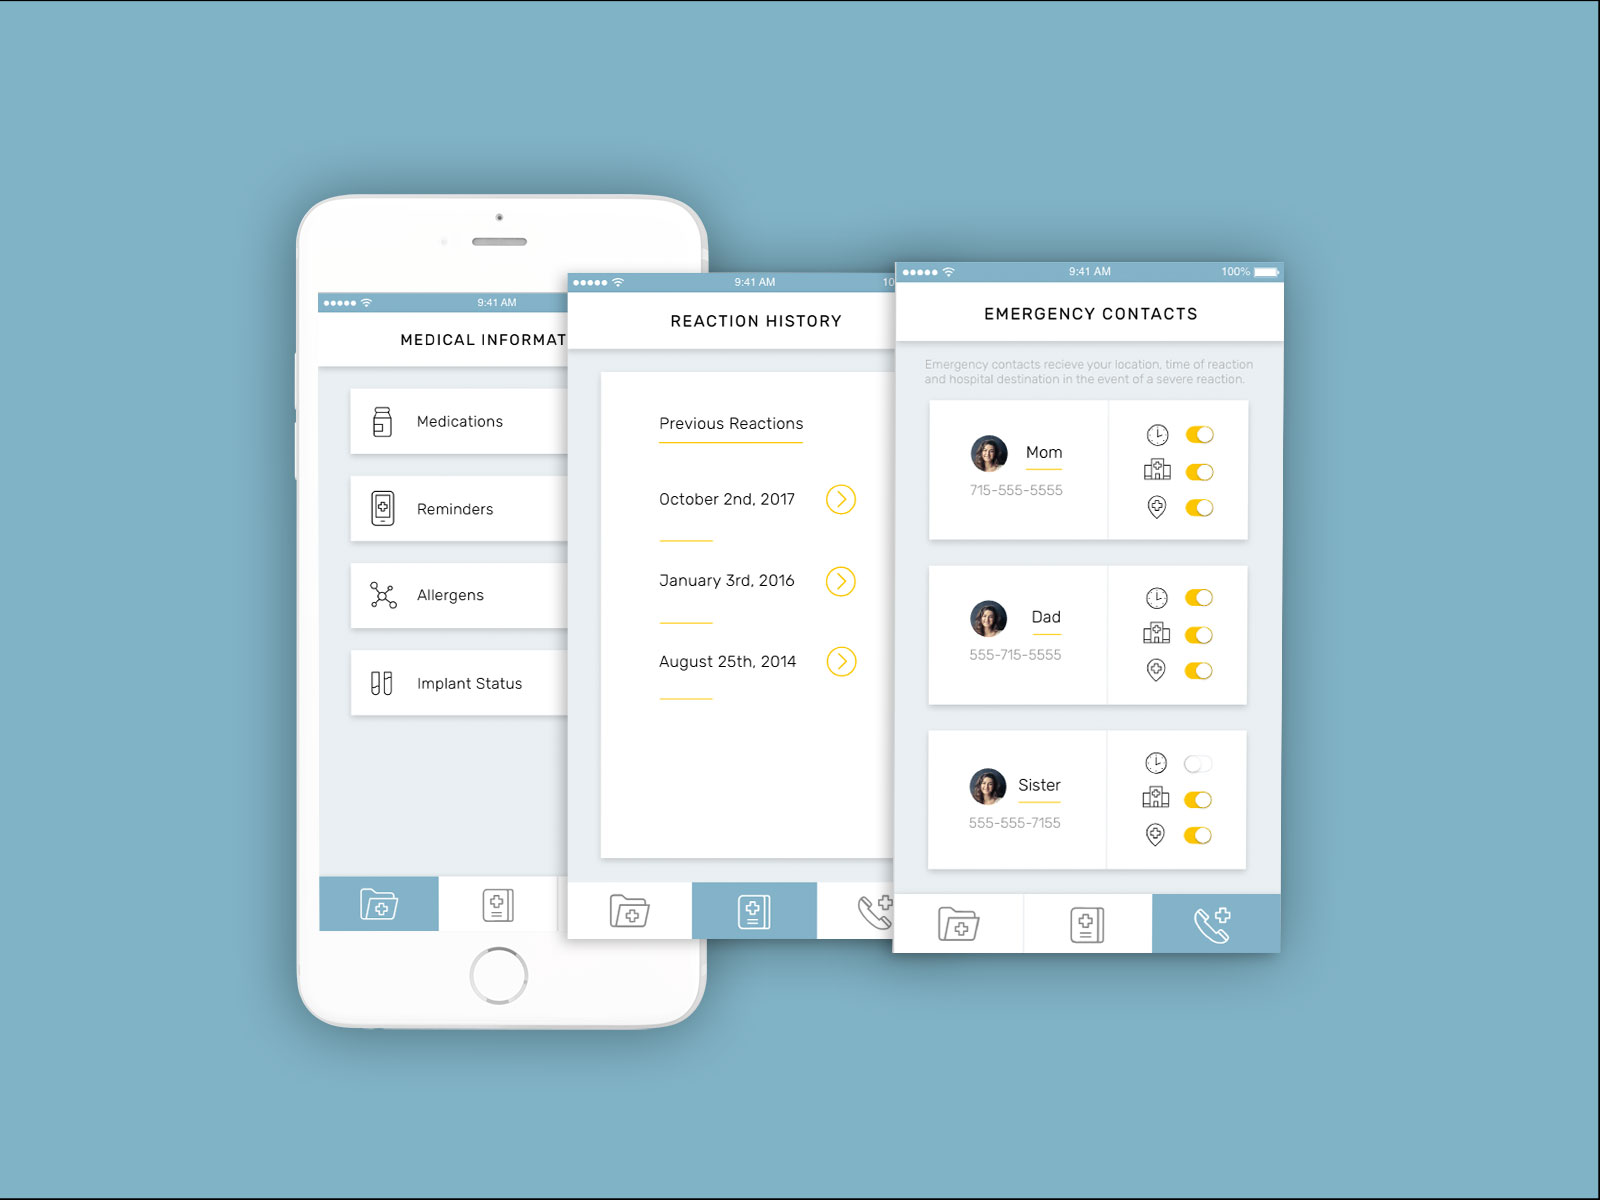 9:41 AM
MEDICAL INFORMAT
Medications
Reminders
Allergens
Implant Status
9:41 AM
10
REACTION HISTORY
Previous Reactions
October 2nd, 2017
January 3rd, 2016
August 25th, 2014
9:41 AM
100%
EMERGENCY CONTACTS
Emergency contacts recieve your location, time of reaction
and hospital destination in the event of a severe reaction.
Mom
715-555-5555
Dad
555-715-5555
Sister
555-555-7155